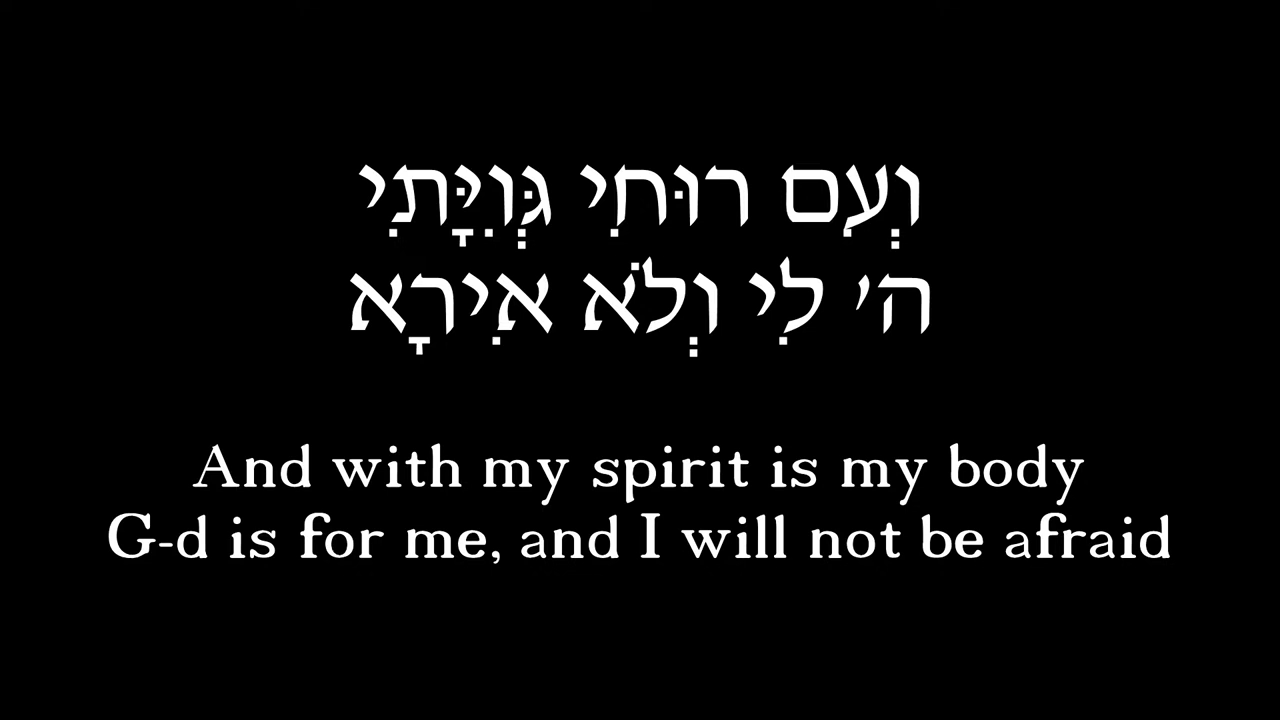 וְעִם רוּחִי גְּוִיָּתִי
ה׳ לִי וְלֹא אִירָא
And with my spirit is my body
G-d is for me, and I will not be afraid